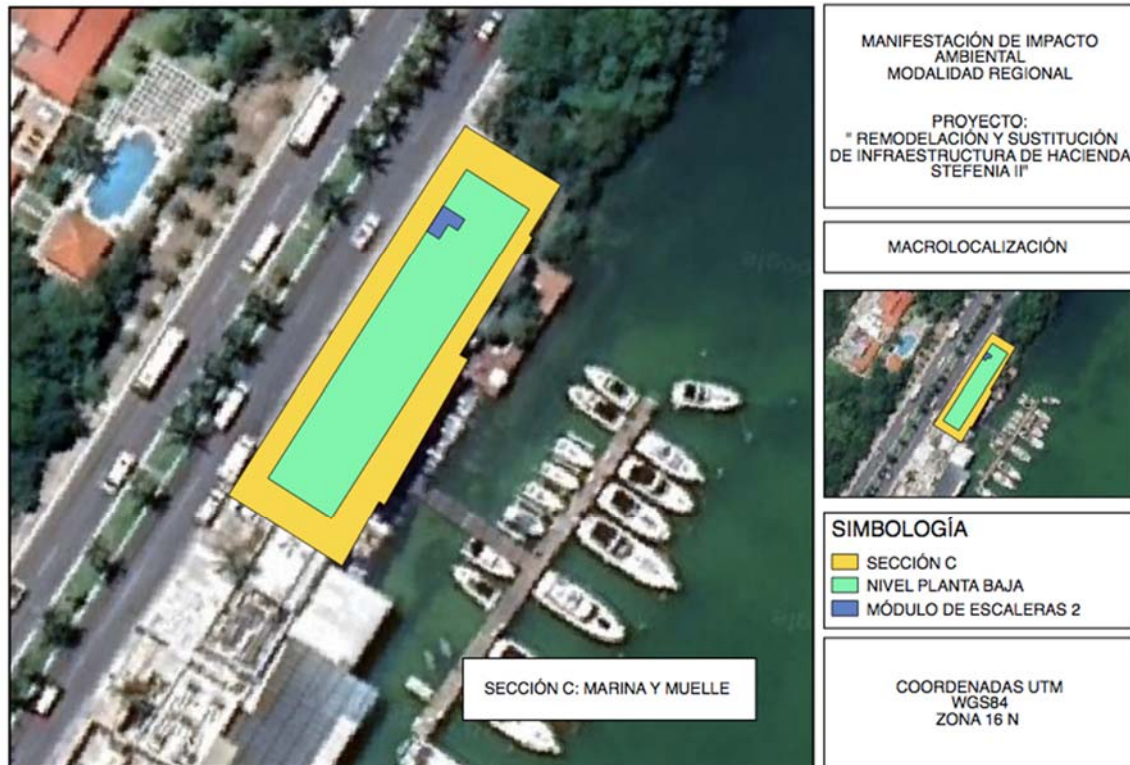 MANIFESTACIÓN DE IMPACTO
AMBIENTAL
MODALIDAD REGIONAL
PROYECTO:
" REMODELACIÓN Y SUSTITUCIÓN
DE INFRAESTRUCTURA DE HACIENDA
STEFENIA II"
MACROLOCALIZACIÓN
SIMBOLOGÍA
SECCIÓN C
NIVEL PLANTA BAJA
MÓDULO DE ESCALERAS 2
SECCIÓN C: MARINA Y MUELLE
COORDENADAS UTM
WGS84
ZONA 16 N